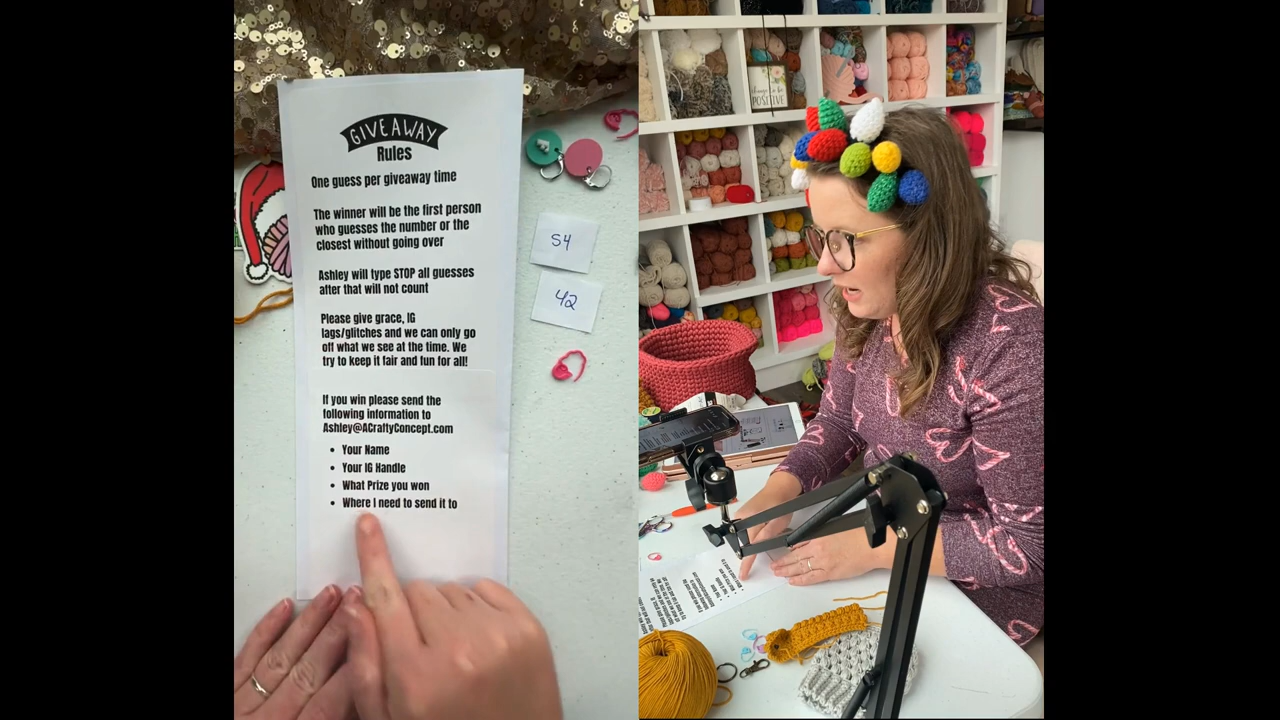 GIVEAWAY
Rules
One guess per giveaway time
The winner will be the first person
who guesses the number or the
closest without going over
Ashley will type STOP all guesses
after that will not count
Please give grace, IG
lags/glitches and we can only go
off what we see at the time. We
try to keep it fair and fun for all!
If you win please send the
following information to
Ashley@ACraftyConcept.com
• Your Name
• Your IG Handle
• What Prize you won
• Where I need to send it to
54
42
POSITIVE